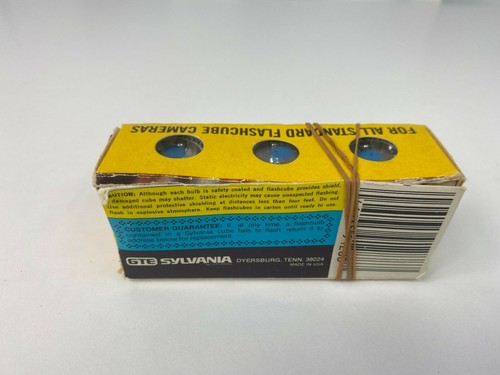 FOR ALL STANDARD FLASHCUBE CAMERAS
CAUTION: Although each bulb is safety coated and flashcube provides shield,
damaged cube may shatter. Static electricity may cause unexpected flashing.
Use additional protective shielding at distances less than four feet. Do not
flash in explosive atmosphere. Keep flashcubes in carton until ready to use.
CUSTOMER GUARANTEE: If, at any time, a flashbulb
contained in a Sylvania cube fails to flash, return it to
address below for replacement.
GTE SYLVANIA DYERSBURG, TENN. 38024
MADE IN USA